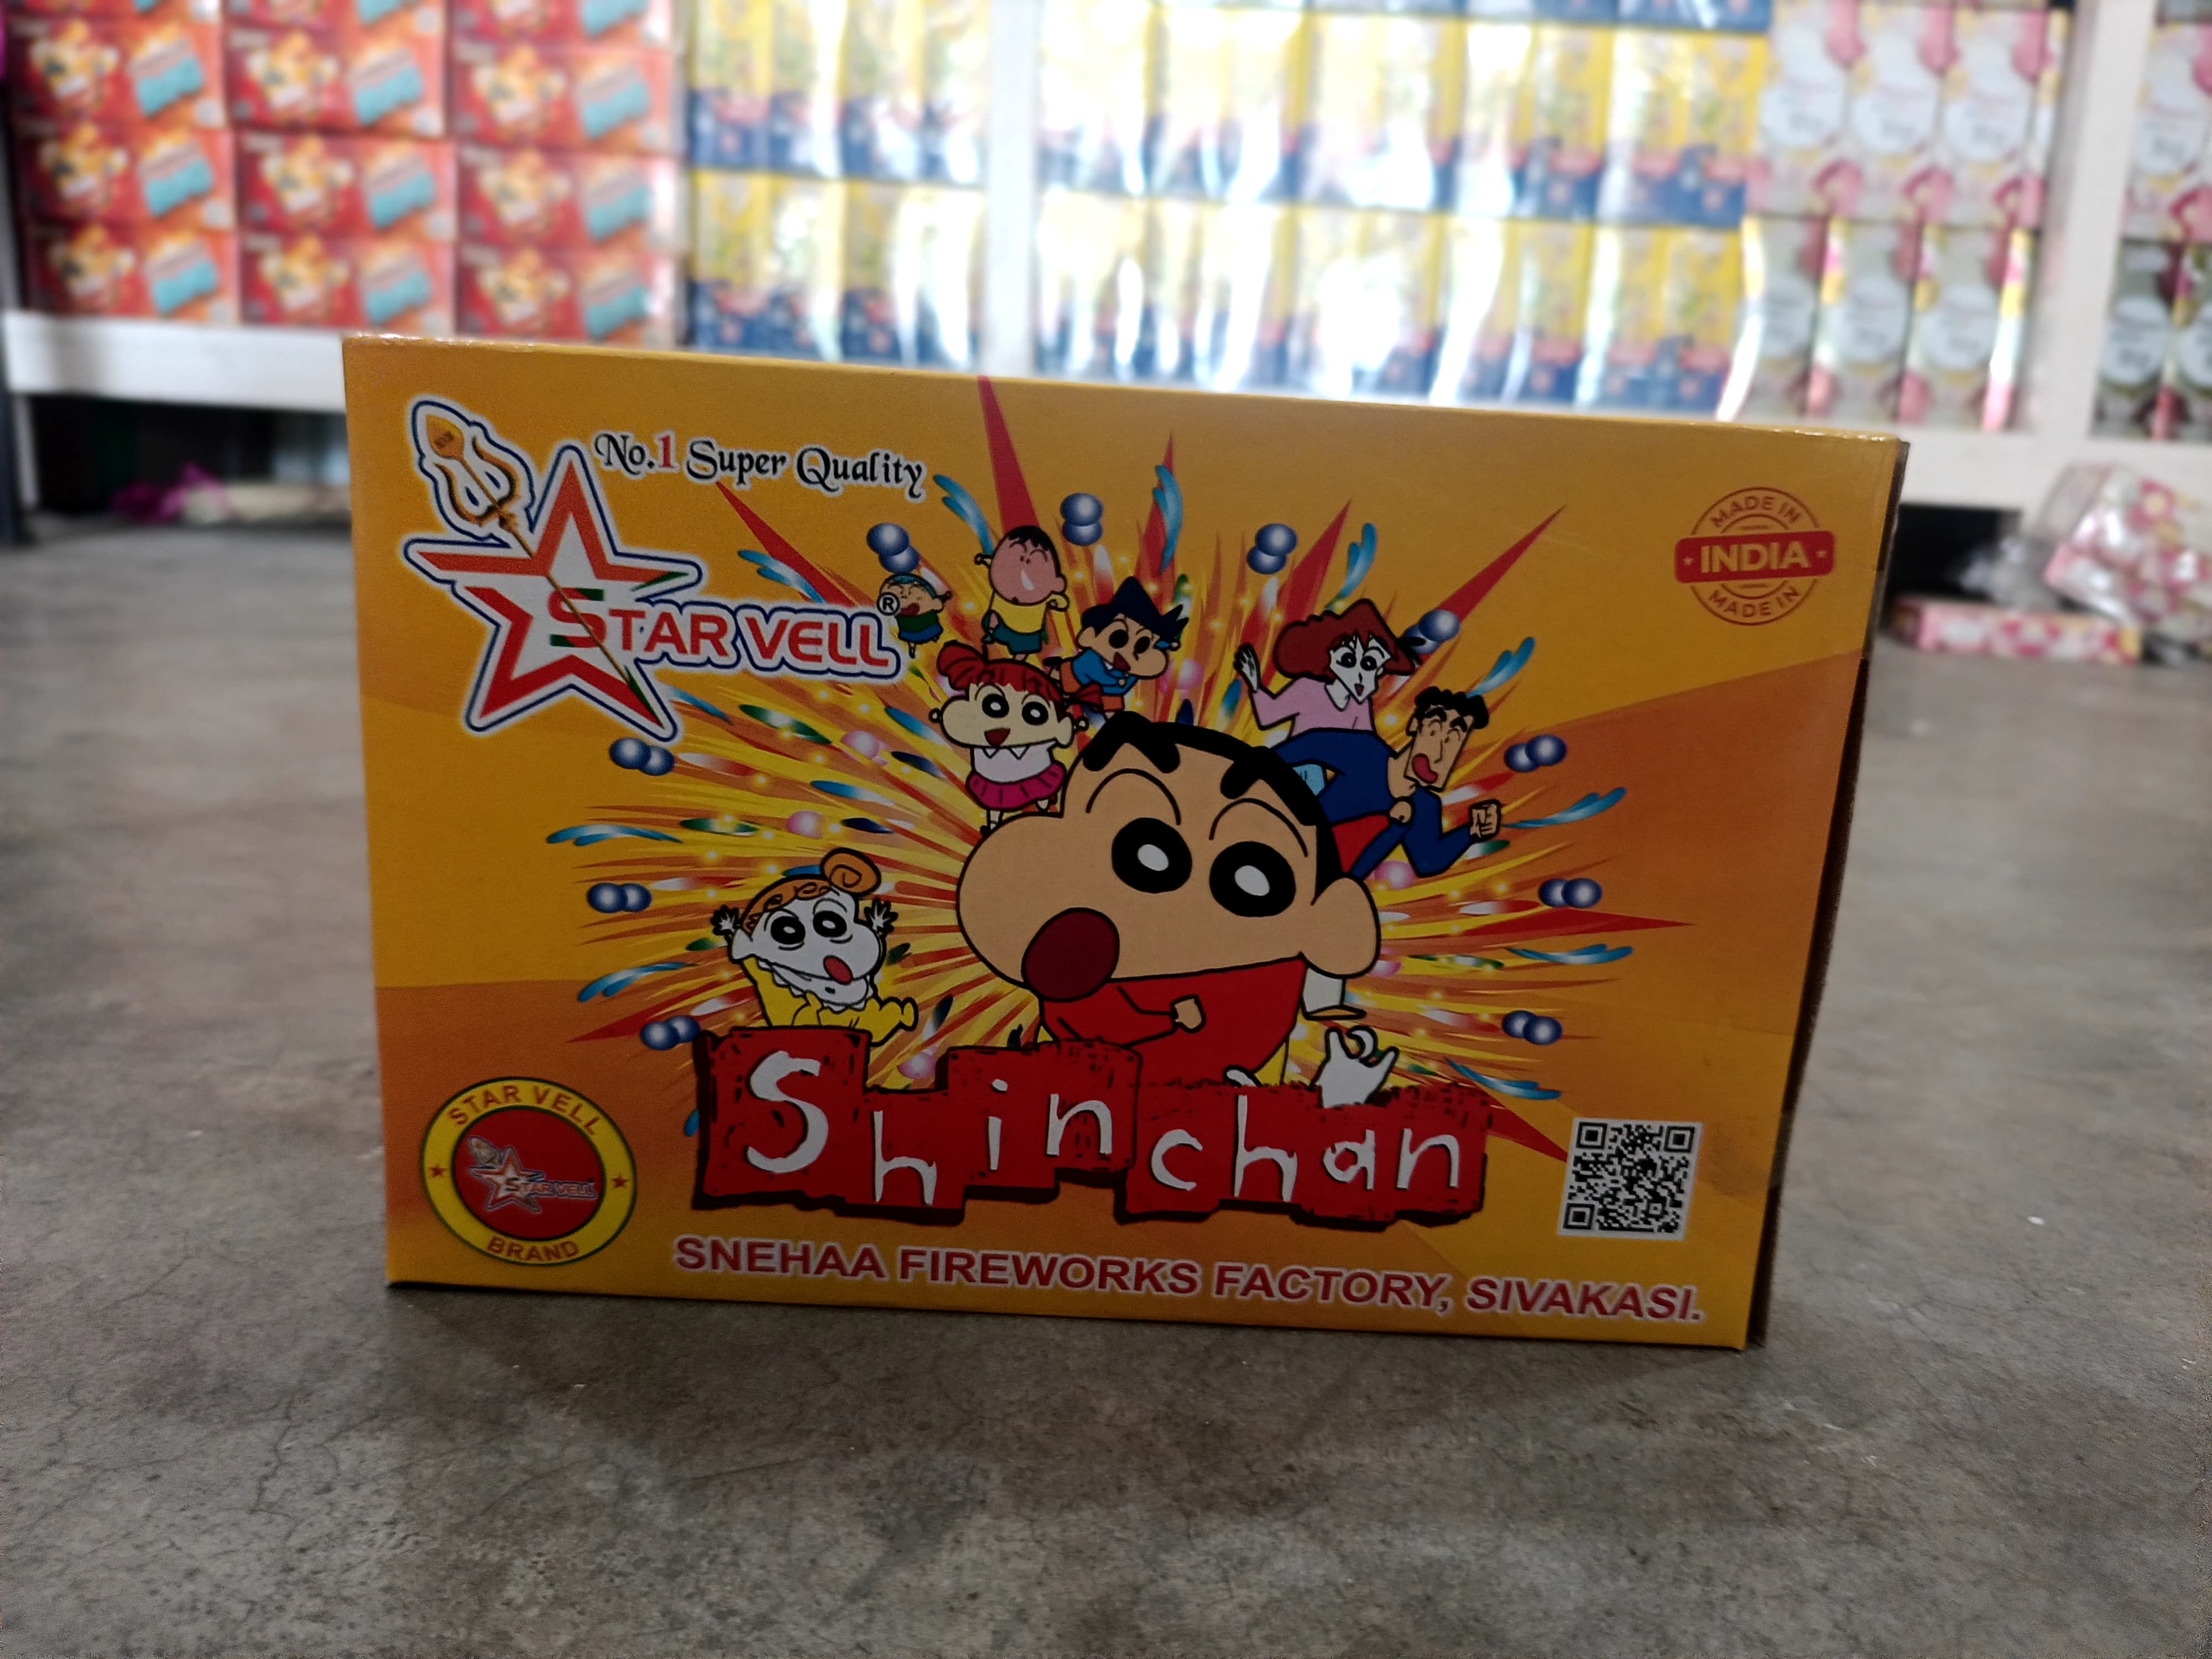 No.1 Super Quality
STAR VELL®
MADE IN
INDIA
MADE IN
Shinchan
STAR VELL
STAR VELL
BRAND
SNEHAA FIREWORKS FACTORY, SIVAKASI.